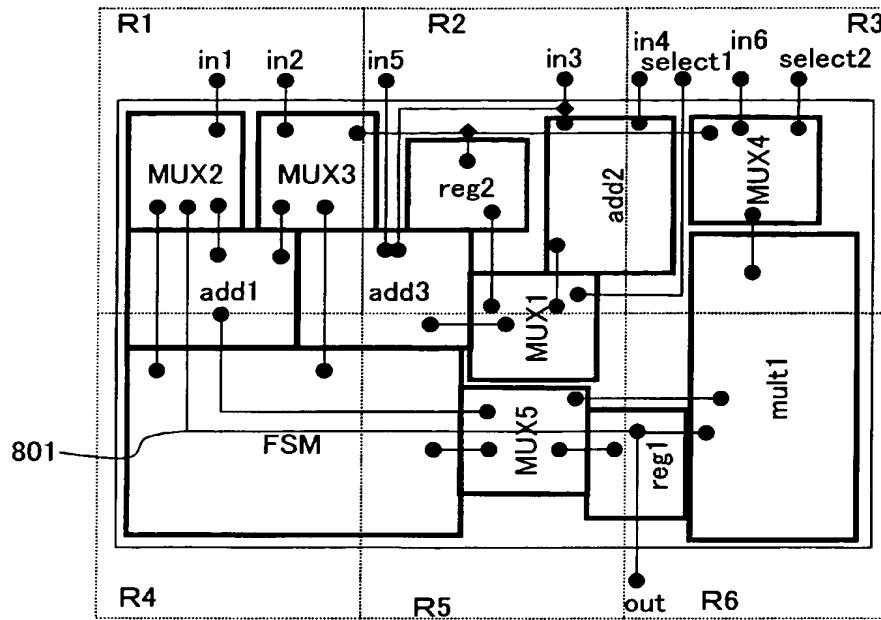 R1 R2 R3
in1 in2 in5 in3 in4 select1 in6 select2
MUX2 MUX3 reg2 add2 MUX4
add1 add3 MUX1
mult1
801 FSM MUX5 reg1
R4 R5 out R6